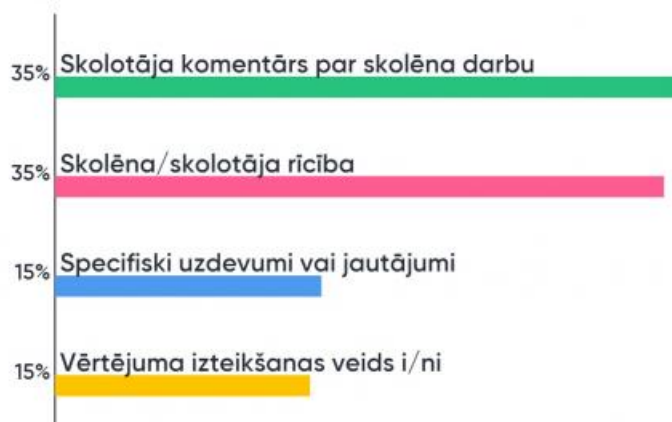 35% Skolotāja komentārs par skolēna darbu
35% Skolēna/skolotāja rīcība
15% Specifiski uzdevumi vai jautājumi
15% Vērtējuma izteikšanas veids i/ni